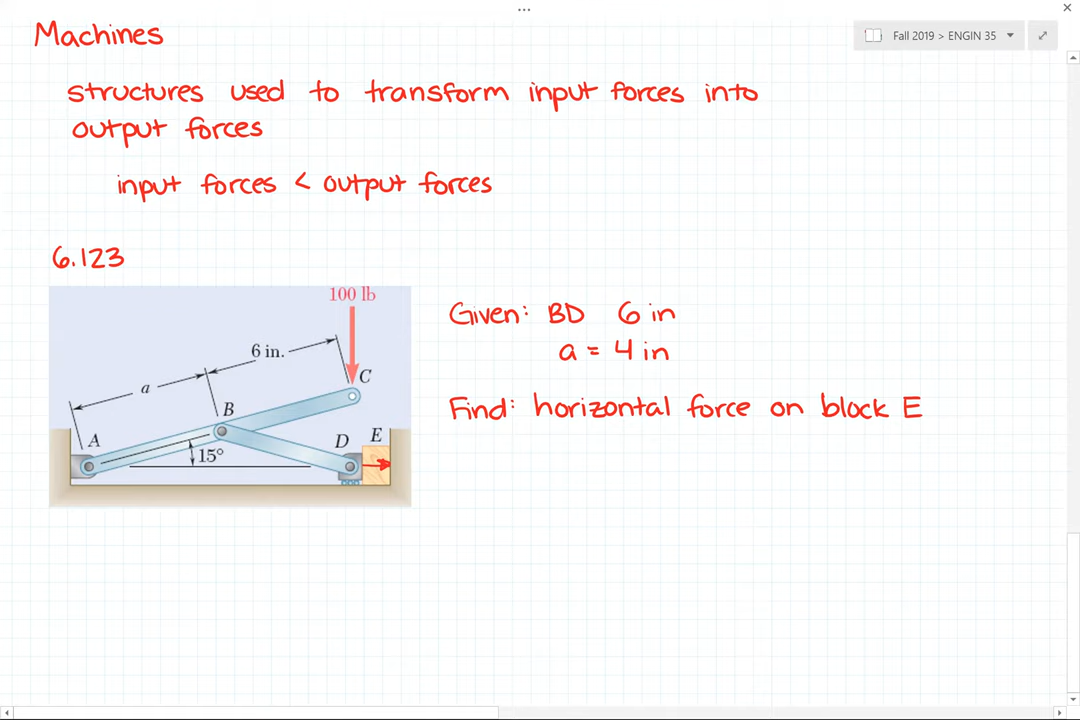 Machines
Fall 2019 > ENGIN 35
structures used to transform input forces into
output forces
input forces < output forces
6.123
100 lb
6 in.
a
C
B
A
15°
D
E
Given: BD 6 in
a = 4 in
Find: horizontal force on block E